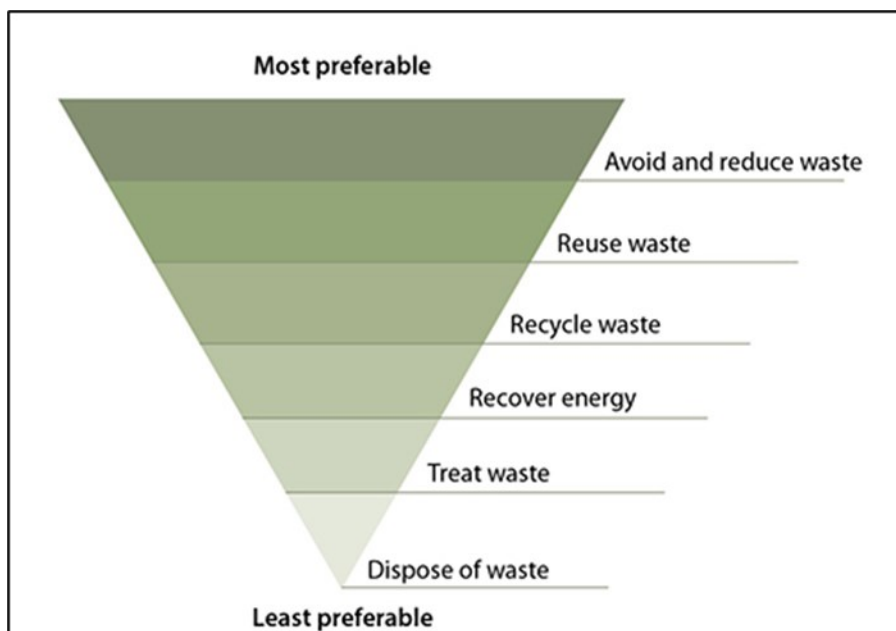 Most preferable
Avoid and reduce waste
Reuse waste
Recycle waste
Recover energy
Treat waste
Dispose of waste
Least preferable